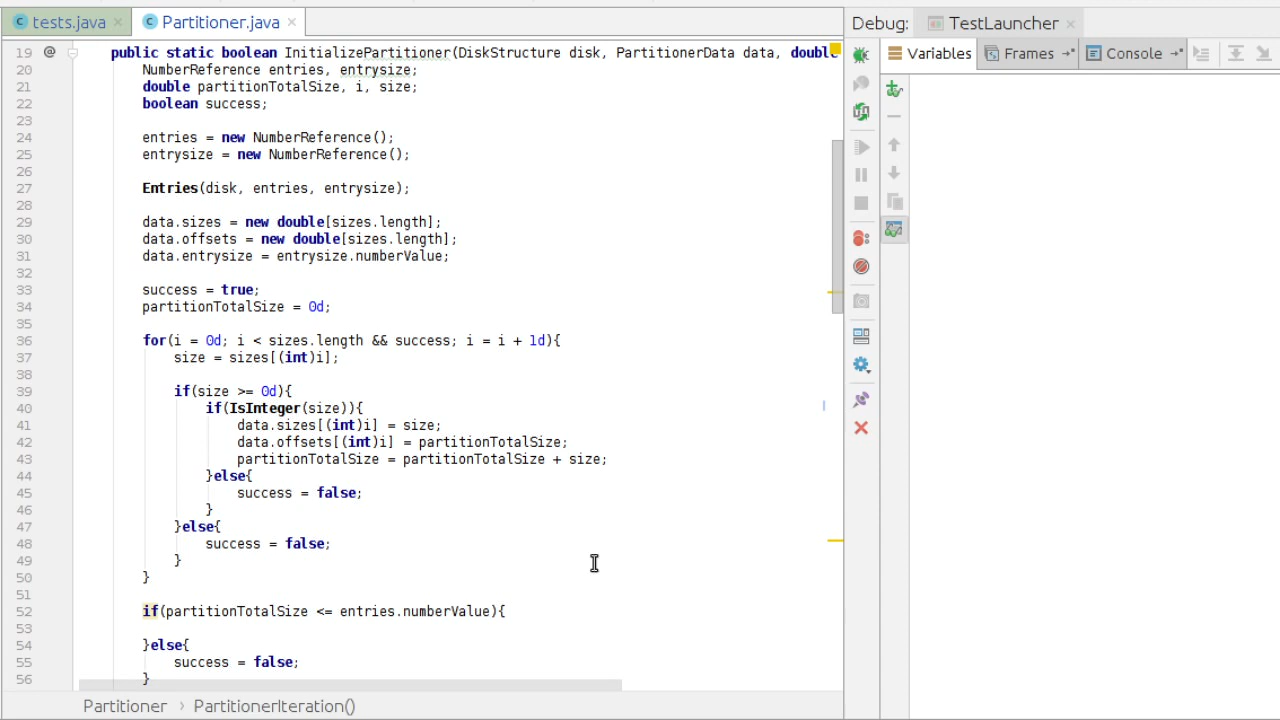 tests.java × Partitioner.java ×
Debug: TestLauncher ×
Variables Frames Console
19 @ public static boolean InitializePartitioner(DiskStructure disk, PartitionerData data, double
20 NumberReference entries, entrysize;
21 double partitionTotalSize, i, size;
22 boolean success;
23
24 entries = new NumberReference();
25 entrysize = new NumberReference();
26
27 Entries(disk, entries, entrysize);
28
29 data.sizes = new double[sizes.length];
30 data.offsets = new double[sizes.length];
31 data.entrysize = entrysize.numberValue;
32
33 success = true;
34 partitionTotalSize = 0d;
35
36 for(i = 0d; i < sizes.length && success; i = i + 1d){
37 size = sizes[(int)i];
38
39 if(size >= 0d){
40 if(IsInteger(size)){
41 data.sizes[(int)i] = size;
42 data.offsets[(int)i] = partitionTotalSize;
43 partitionTotalSize = partitionTotalSize + size;
44 }else{
45 success = false;
46 }
47 }else{
48 success = false;
49 }
50 }
51
52 if(partitionTotalSize <= entries.numberValue){
53
54 }else{
55 success = false;
56 }
Partitioner › PartitionerIteration()